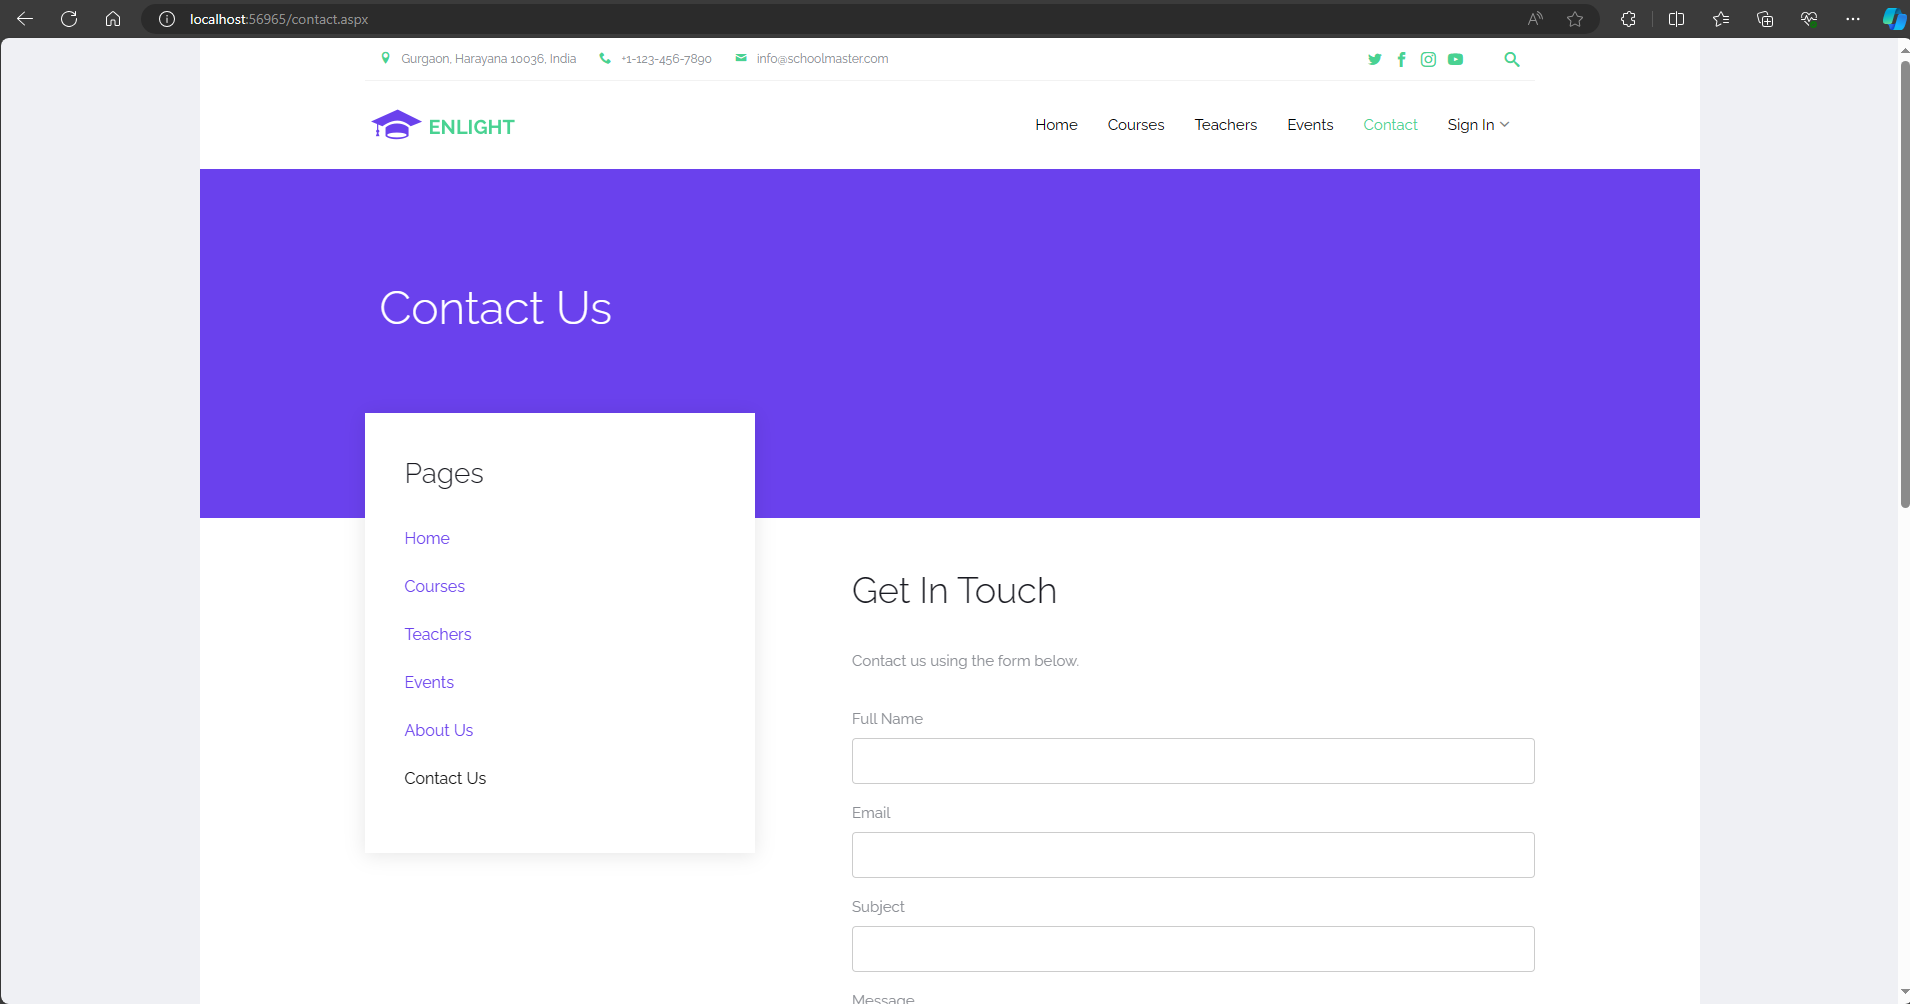 localhost:56965/contact.aspx
Gurgaon, Harayana 10036, India +1-123-456-7890 info@schoolmaster.com
ENLIGHT Home Courses Teachers Events Contact Sign In
Contact Us
Pages
Home
Courses
Teachers
Events
About Us
Contact Us
Get In Touch
Contact us using the form below.
Full Name
Email
Subject
Message